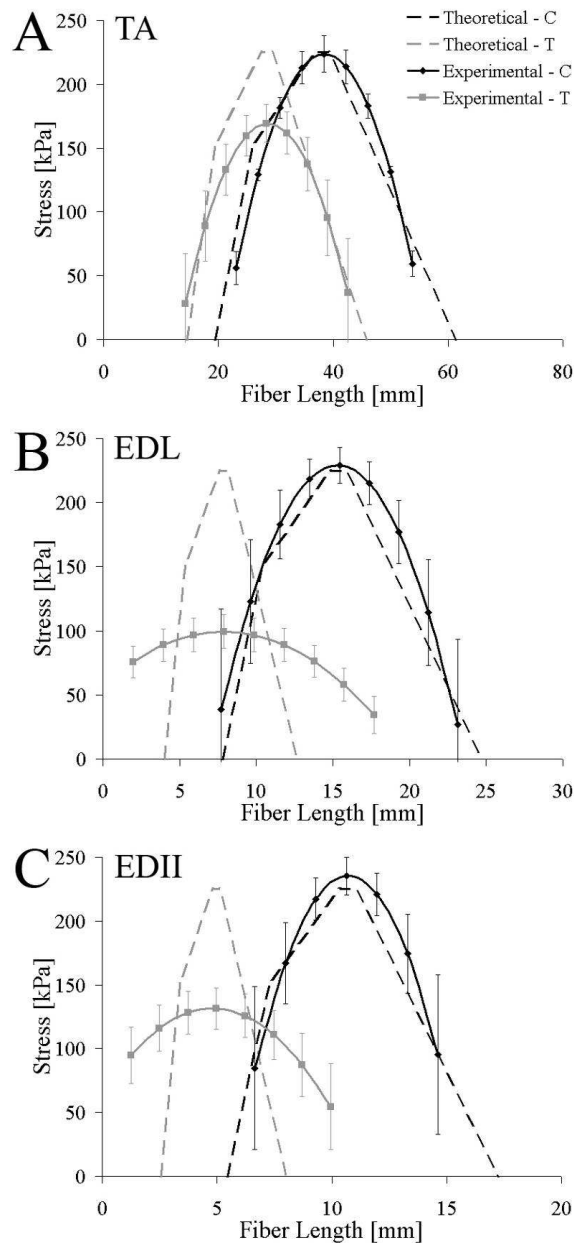 A
TA
Theoretical - C
Theoretical - T
Experimental - C
Experimental - T
250
200
150
100
50
0
Stress [kPa]
0 20 40 60 80
Fiber Length [mm]
B
EDL
250
200
150
100
50
0
Stress [kPa]
0 5 10 15 20 25 30
Fiber Length [mm]
C
EDII
250
200
150
100
50
0
Stress [kPa]
0 5 10 15 20
Fiber Length [mm]